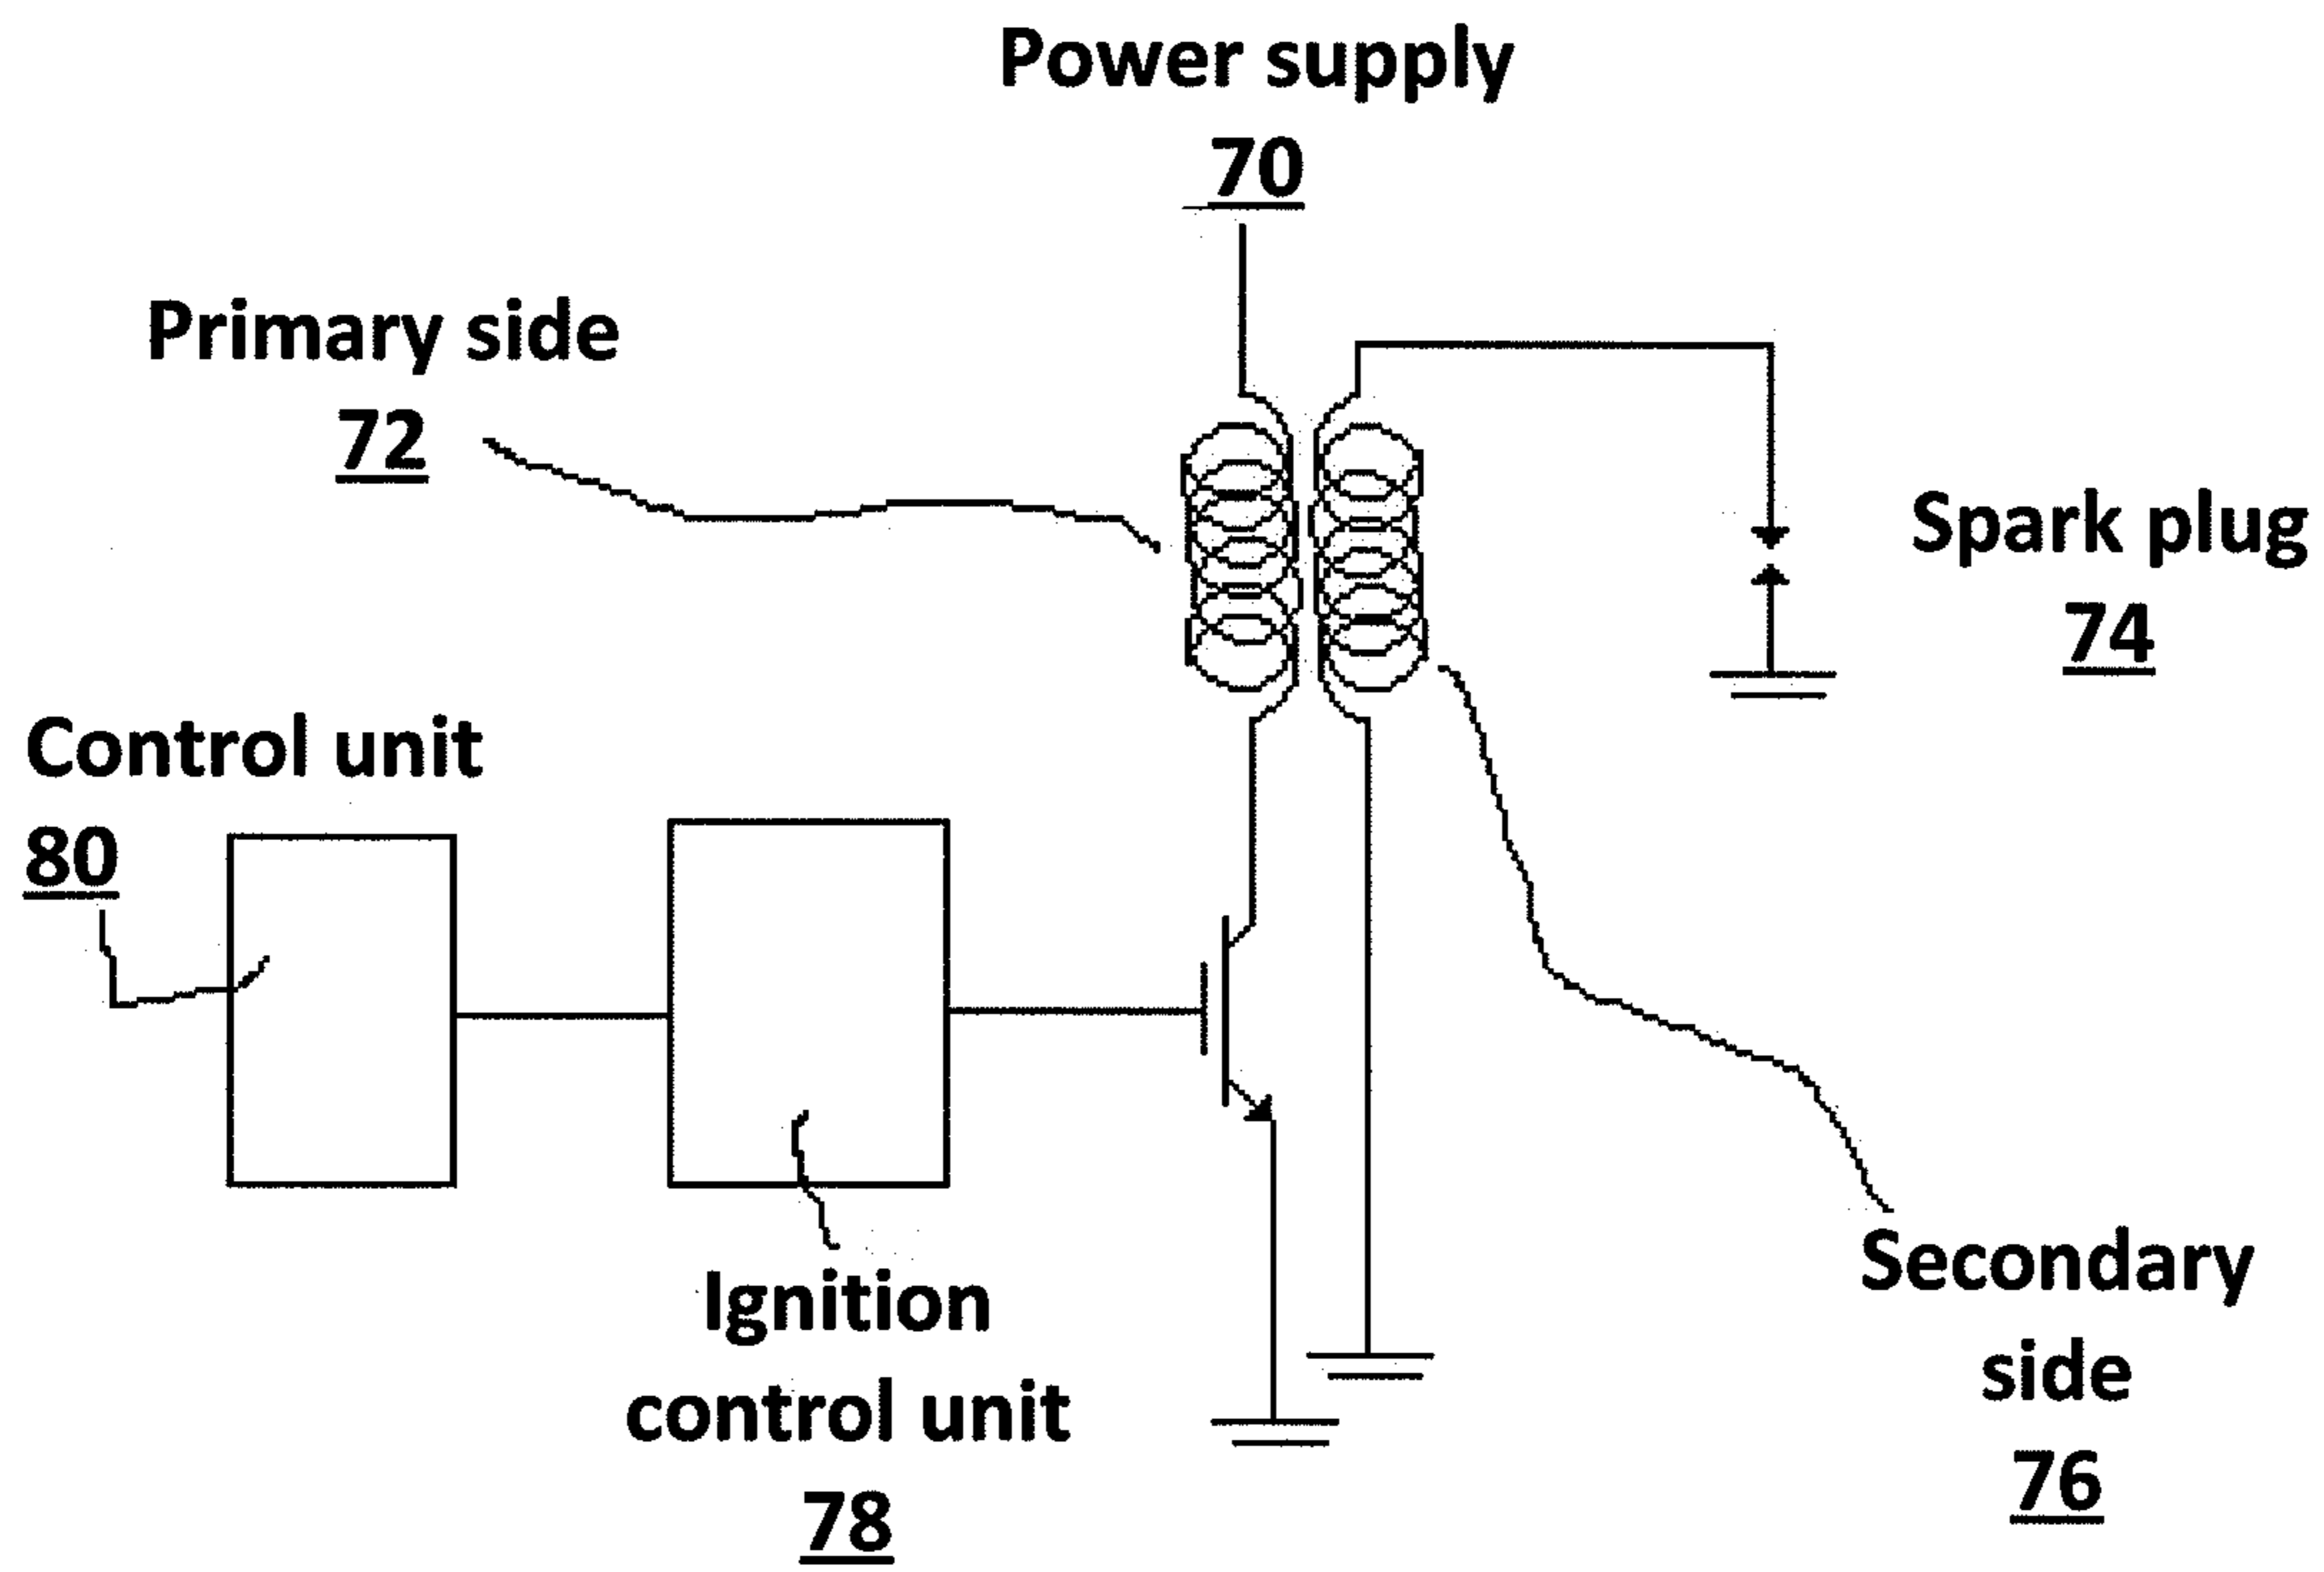 Power supply
70
Primary side
72
Spark plug
74
Control unit
80
Ignition
control unit
78
Secondary
side
76